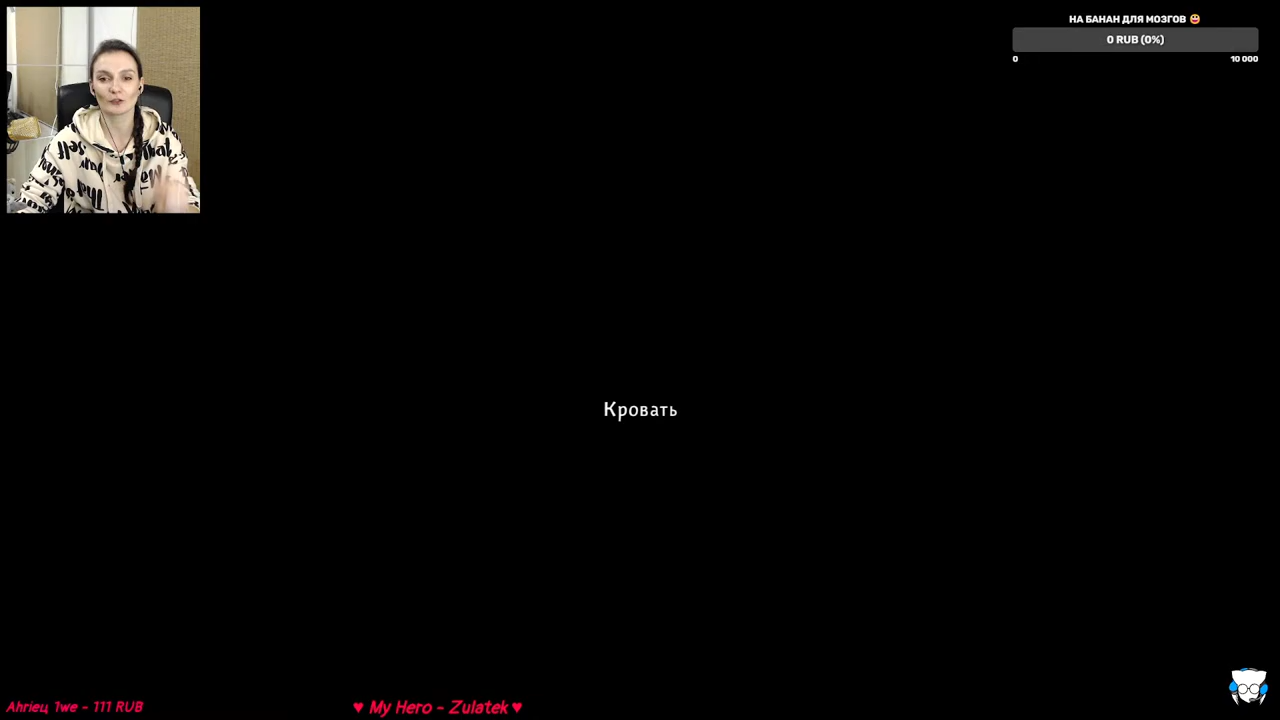 НА БАНАН ДЛЯ МОЗГОВ 😃
0 RUB (0%)
0 10 000
Кровать
Ahriец 1we - 111 RUB
♥ My Hero - Zulatek ♥